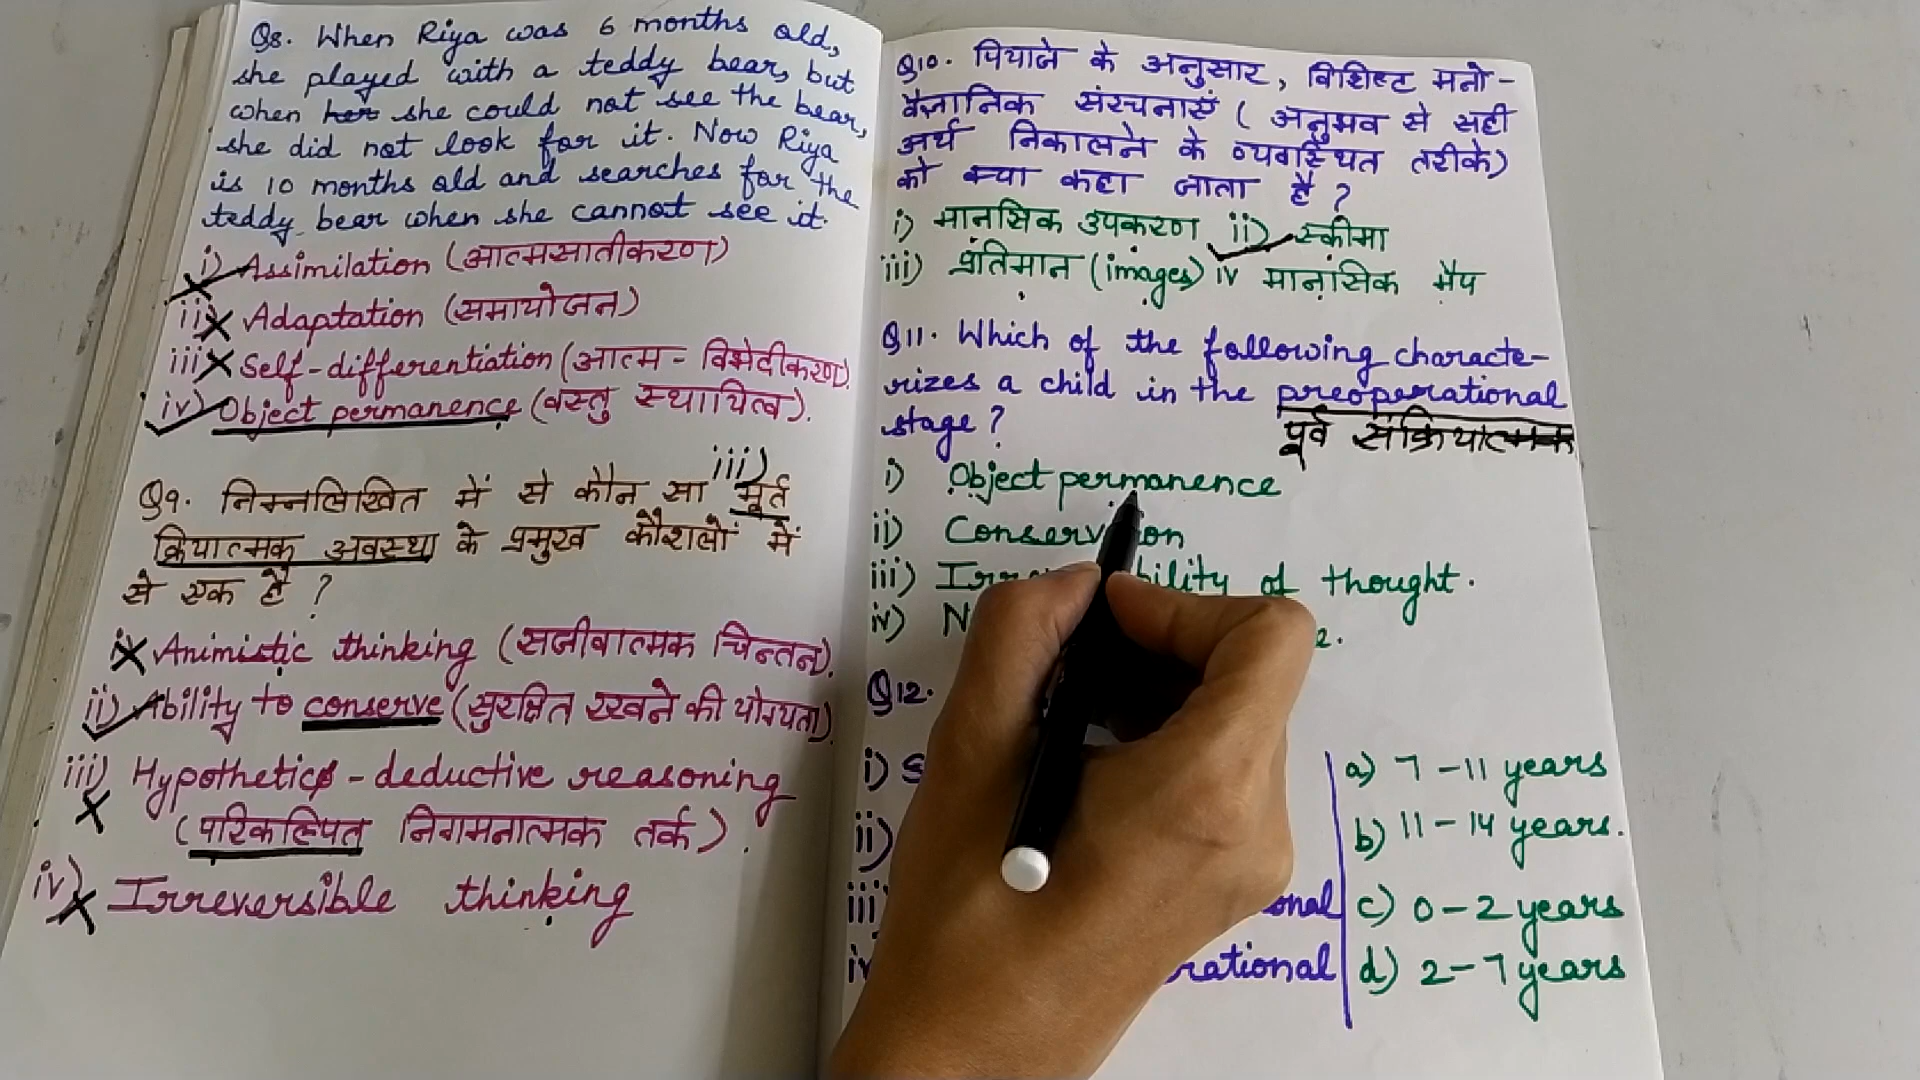 Q8. When Riya was 6 months old,
she played with a teddy bear, but
when her she could not see the bear,
she did not look for it. Now Riya
is 10 months old and searches for the
teddy bear when she cannot see it.
i) Assimilation (आत्मसातीकरण)
ii) Adaptation (समायोजन)
iii) Self-differentiation (आत्म - विभेदीकरण).
iv) Object permanence (वस्तु स्थायित्व).
iii)
Q9. निम्नलिखित में से कौन सा मूर्त
क्रियात्मक अवस्था के प्रमुख कौशलों में
से एक है ?
Animistic thinking (सजीवात्मक चिन्तन).
ii) Ability to conserve (सुरक्षित रखने की योग्यता)
iii) Hypothetic - deductive reasoning
(परिकल्पित निगमनात्मक तर्क).
iv) Irreversible thinking
Q10. पियाजे के अनुसार, विशिष्ट मनो-
वैज्ञानिक संरचनाएँ ( अनुभव से सही
अर्थ निकालने के व्यवस्थित तरीके)
को क्या कहा जाता है ?
i) मानसिक उपकरण ii) स्कीमा
iii) प्रतिमान (images) iv मानसिक मैप
Q11. Which of the following characte-
rizes a child in the preoperational
stage?
पूर्व संक्रियात्मक
i) Object permanence
ii)
iii) of thought.
iv)
Q12.
i) a) 7-11 years
ii) b) 11-14 years.
iii) c) 0-2 years
d) 2-7 years